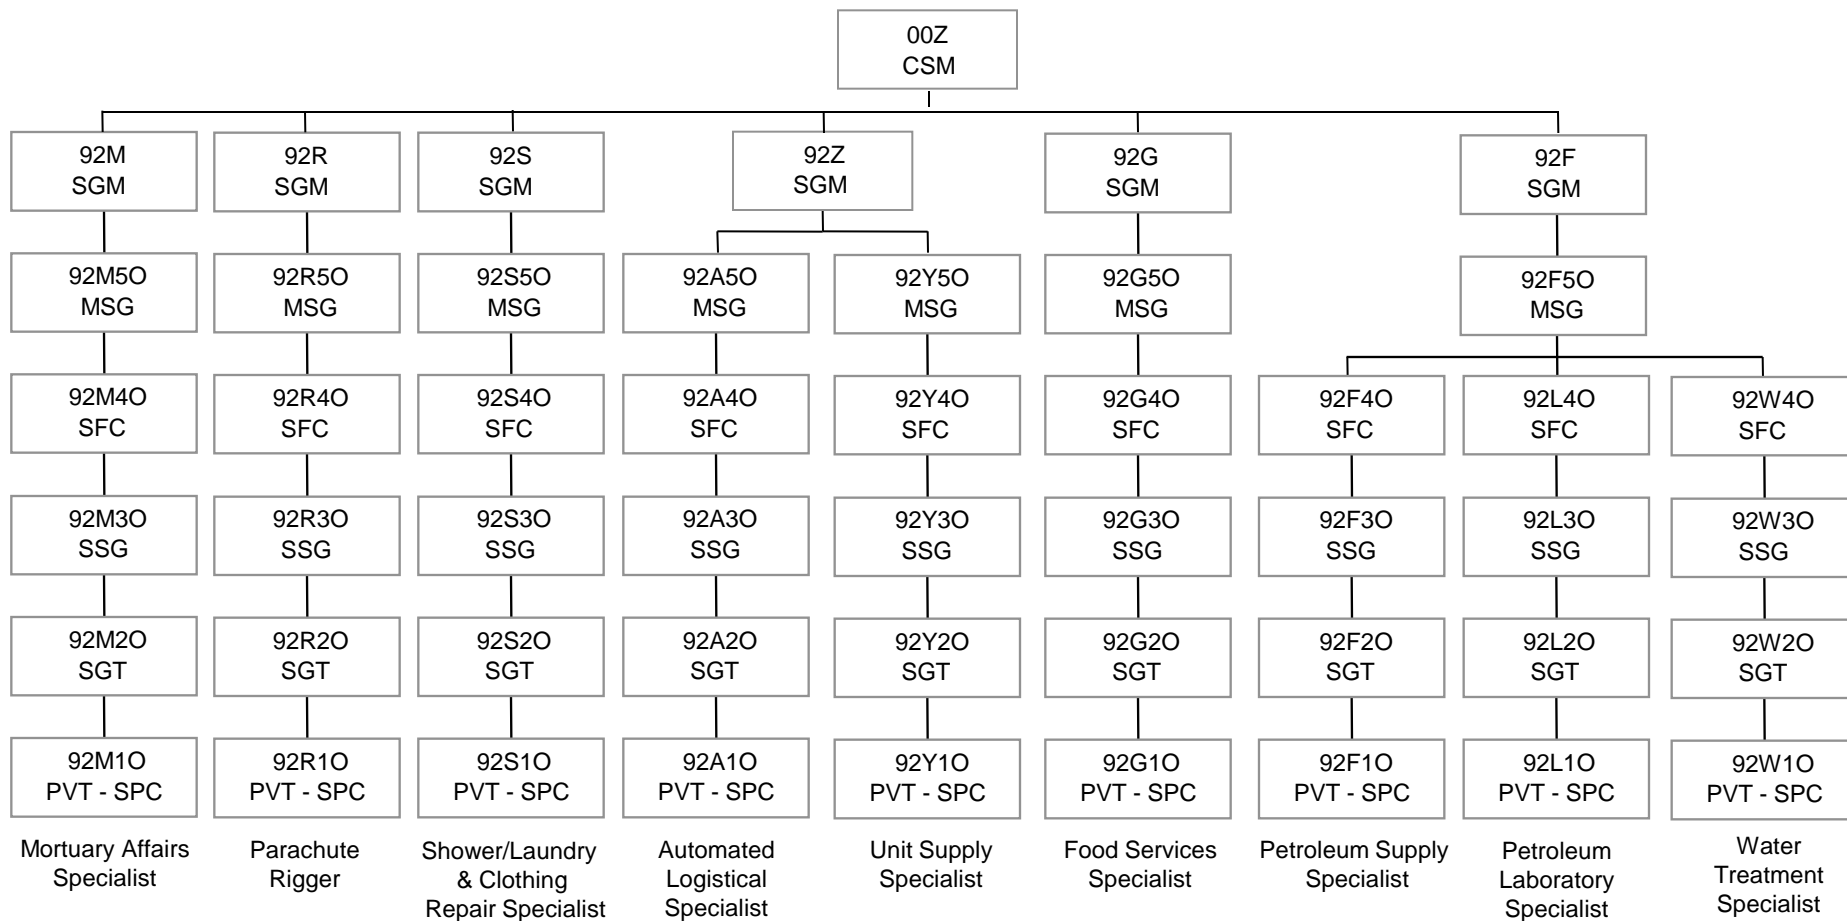 00Z
CSM
92M
SGM
92R
SGM
92S
SGM
92Z
SGM
92G
SGM
92F
SGM
92M5O
MSG
92R5O
MSG
92S5O
MSG
92A5O
MSG
92Y5O
MSG
92G5O
MSG
92F5O
MSG
92M4O
SFC
92R4O
SFC
92S4O
SFC
92A4O
SFC
92Y4O
SFC
92G4O
SFC
92F4O
SFC
92L4O
SFC
92W4O
SFC
92M3O
SSG
92R3O
SSG
92S3O
SSG
92A3O
SSG
92Y3O
SSG
92G3O
SSG
92F3O
SSG
92L3O
SSG
92W3O
SSG
92M2O
SGT
92R2O
SGT
92S2O
SGT
92A2O
SGT
92Y2O
SGT
92G2O
SGT
92F2O
SGT
92L2O
SGT
92W2O
SGT
92M1O
PVT - SPC
92R1O
PVT - SPC
92S1O
PVT - SPC
92A1O
PVT - SPC
92Y1O
PVT - SPC
92G1O
PVT - SPC
92F1O
PVT - SPC
92L1O
PVT - SPC
92W1O
PVT - SPC
Mortuary Affairs
Specialist
Parachute
Rigger
Shower/Laundry
& Clothing
Repair Specialist
Automated
Logistical
Specialist
Unit Supply
Specialist
Food Services
Specialist
Petroleum Supply
Specialist
Petroleum
Laboratory
Specialist
Water
Treatment
Specialist